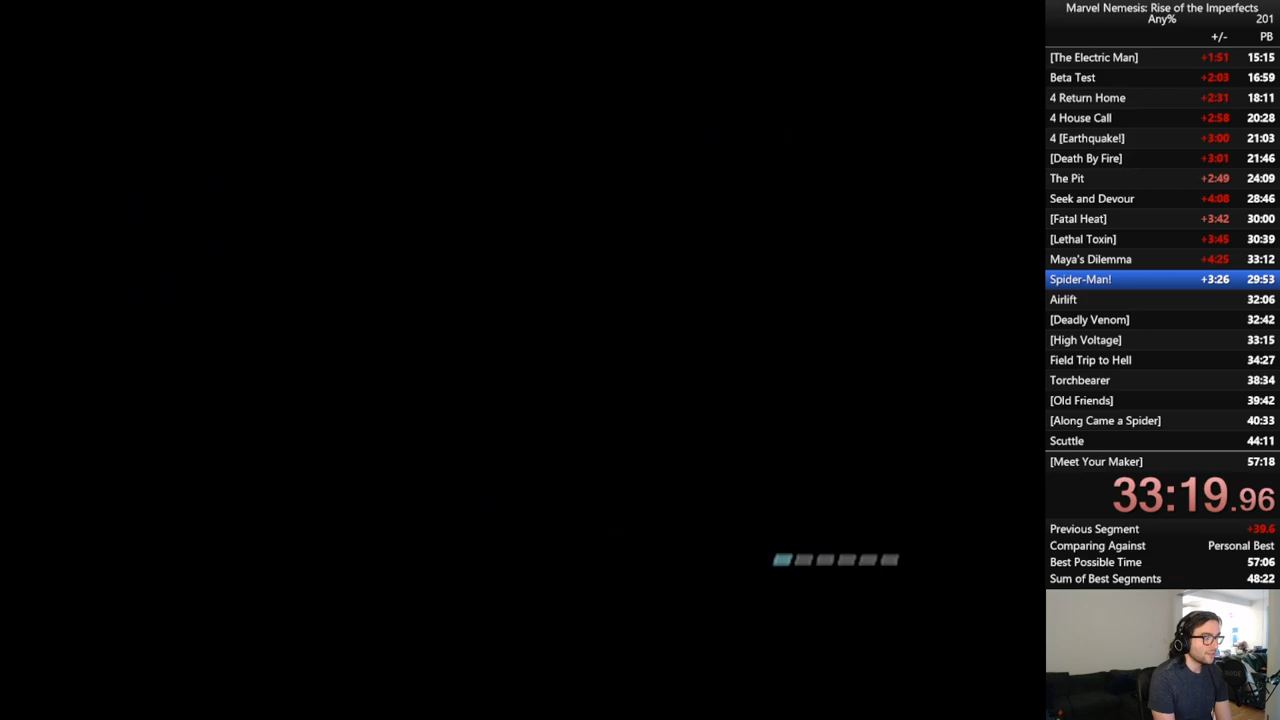 Marvel Nemesis: Rise of the Imperfects
Any% 201
+/- PB
[The Electric Man] +1:51 15:15
Beta Test +2:03 16:59
4 Return Home +2:31 18:11
4 House Call +2:58 20:28
4 [Earthquake!] +3:00 21:03
[Death By Fire] +3:01 21:46
The Pit +2:49 24:09
Seek and Devour +4:08 28:46
[Fatal Heat] +3:42 30:00
[Lethal Toxin] +3:45 30:39
Maya's Dilemma +4:25 33:12
Spider-Man! +3:26 29:53
Airlift 32:06
[Deadly Venom] 32:42
[High Voltage] 33:15
Field Trip to Hell 34:27
Torchbearer 38:34
[Old Friends] 39:42
[Along Came a Spider] 40:33
Scuttle 44:11
[Meet Your Maker] 57:18
33:19.96
Previous Segment +39.6
Comparing Against Personal Best
Best Possible Time 57:06
Sum of Best Segments 48:22